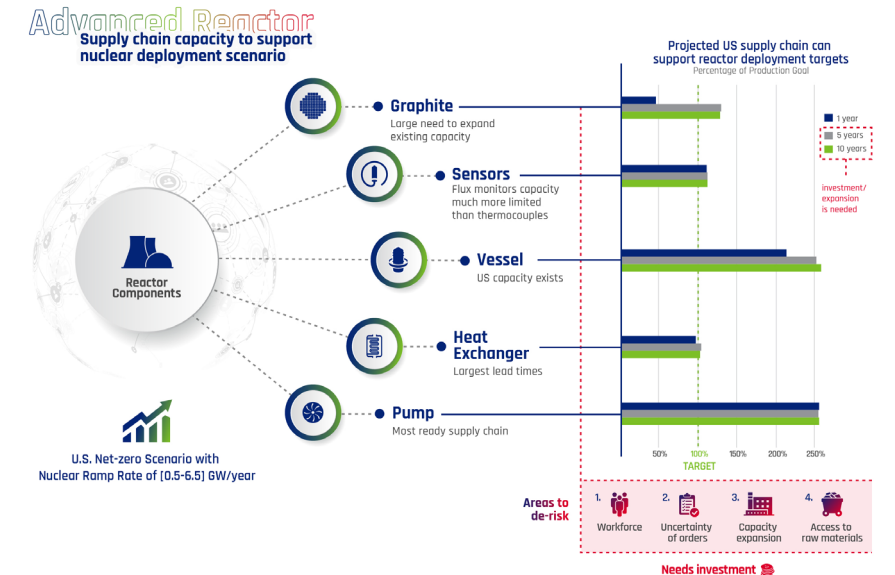 Advanced Reactor
Supply chain capacity to support
nuclear deployment scenario
Projected US supply chain can
support reactor deployment targets
Percentage of Production Goal
Graphite
Large need to expand
existing capacity
1 year
5 years
10 years
investment/
expansion
is needed
Sensors
Flux monitors capacity
much more limited
than thermocouples
Vessel
US capacity exists
Reactor
Components
Heat
Exchanger
Largest lead times
Pump
Most ready supply chain
50%
100%
150%
200%
250%
TARGET
U.S. Net-zero Scenario with
Nuclear Ramp Rate of [0.5-6.5] GW/year
Areas to
de-risk
1.
Workforce
2.
Uncertainty
of orders
3.
Capacity
expansion
4.
Access to
raw materials
Needs investment